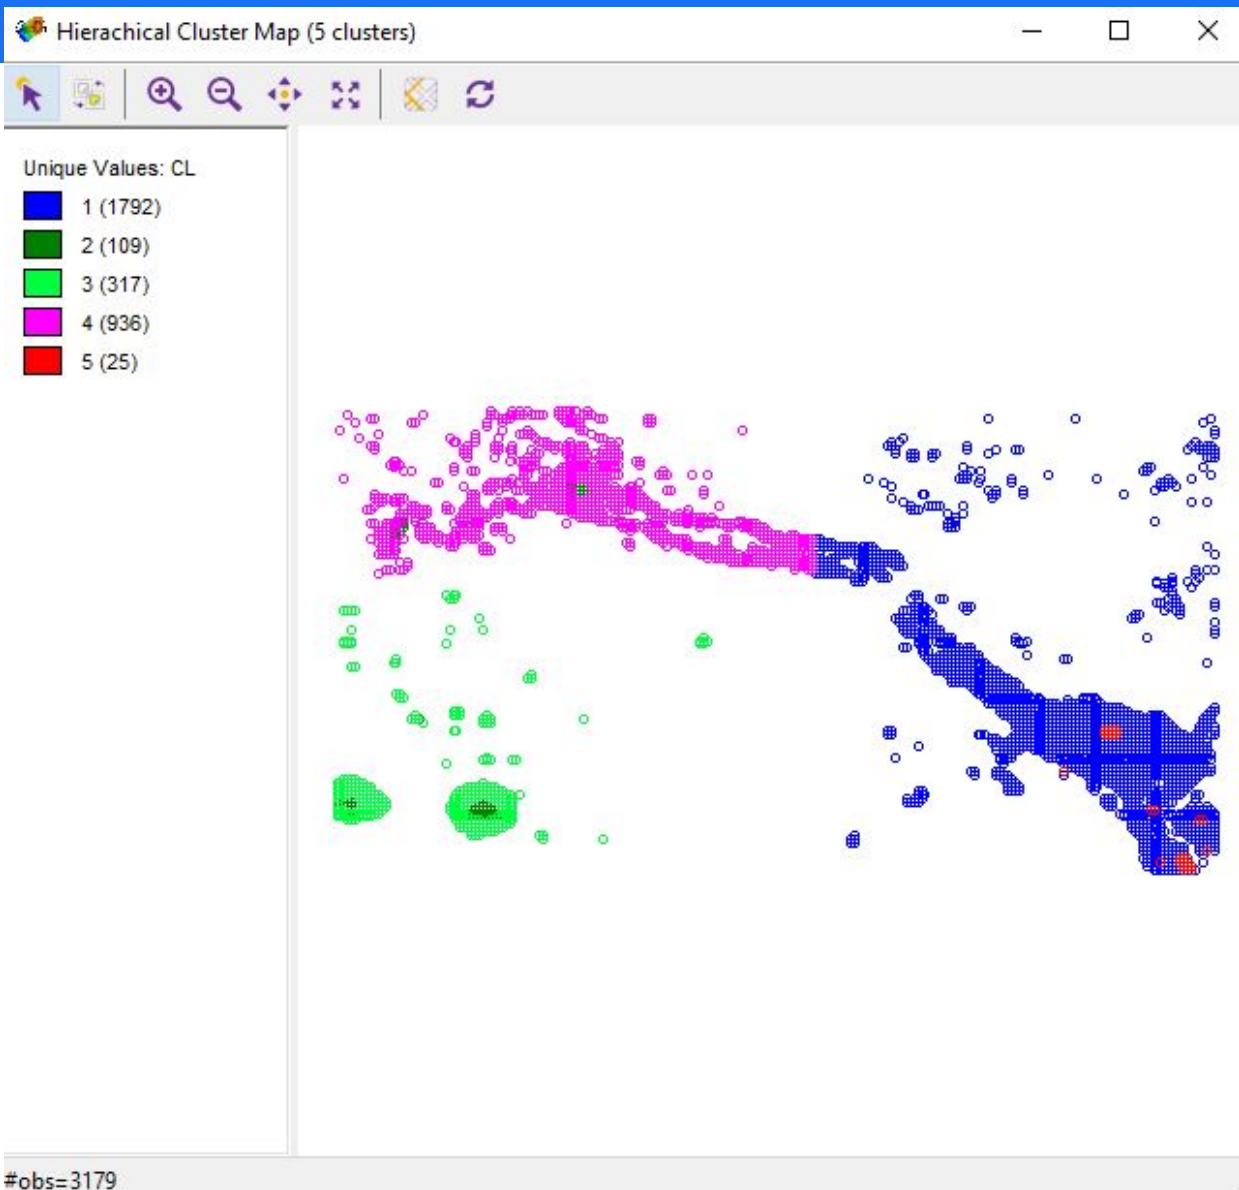 Hierachical Cluster Map (5 clusters)
Unique Values: CL
1 (1792)
2 (109)
3 (317)
4 (936)
5 (25)
#obs=3179